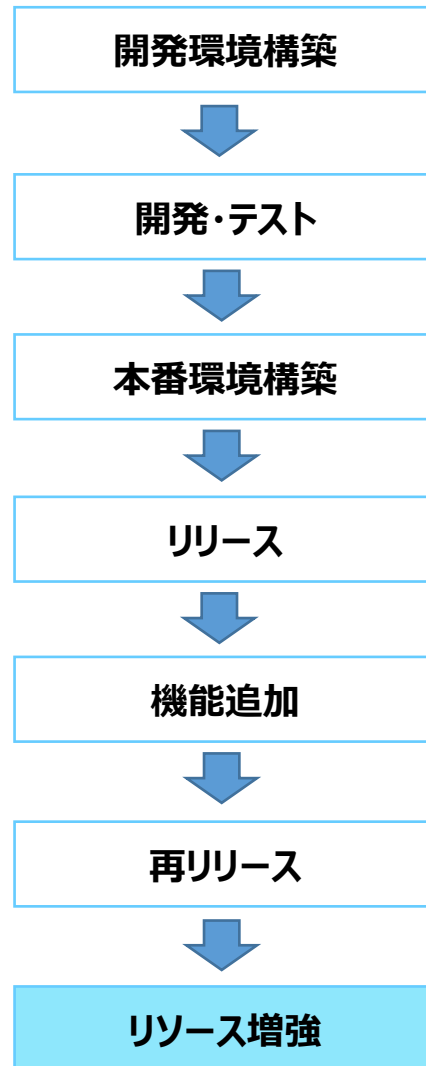 開発環境構築
開発・テスト
本番環境構築
リリース
機能追加
再リリース
リソース増強